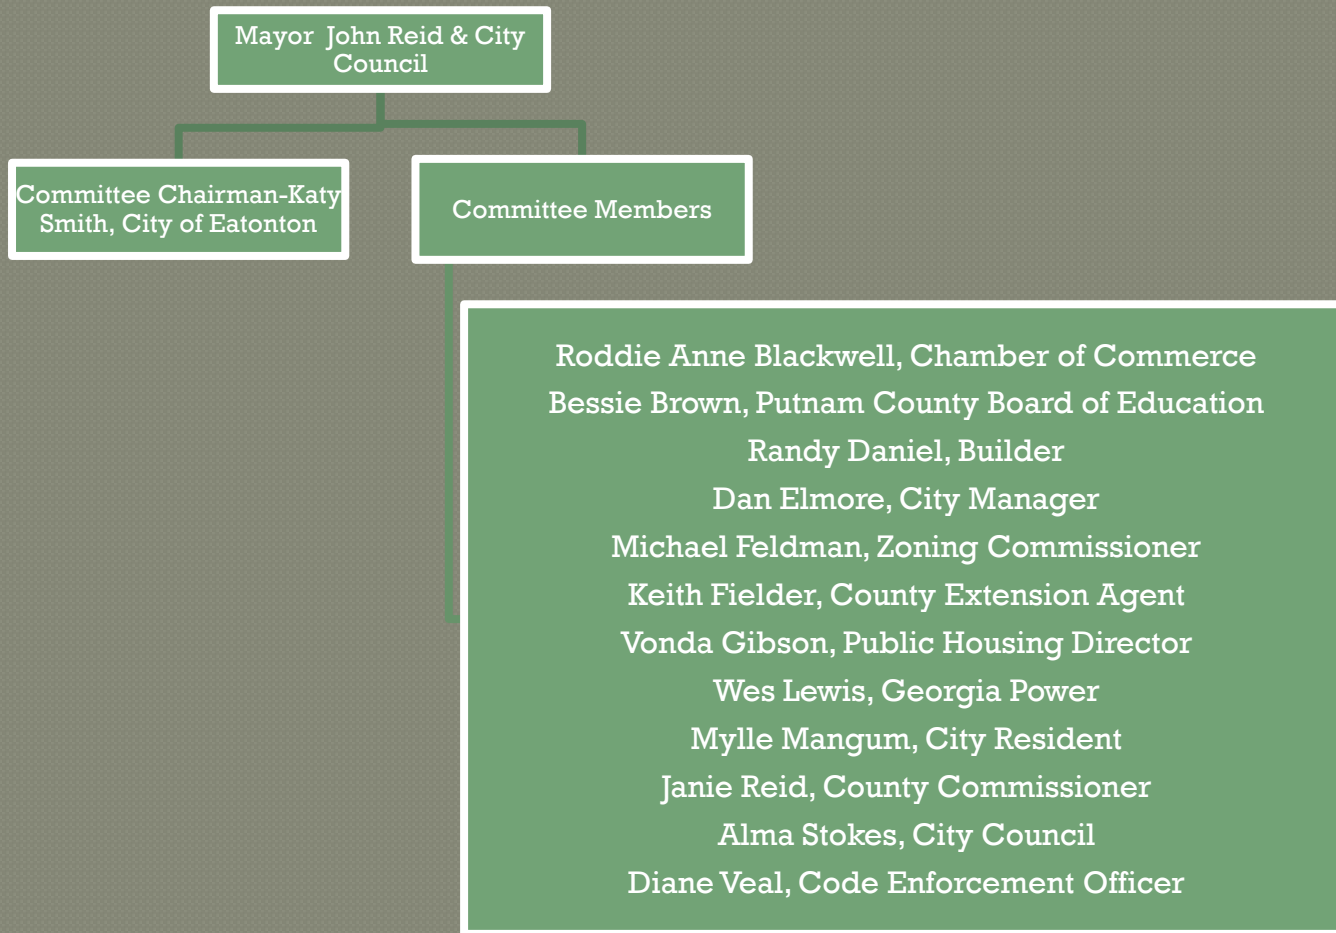 Mayor John Reid & City
Council
Committee Chairman-Katy
Smith, City of Eatonton
Committee Members
Roddie Anne Blackwell, Chamber of Commerce
Bessie Brown, Putnam County Board of Education
Randy Daniel, Builder
Dan Elmore, City Manager
Michael Feldman, Zoning Commissioner
Keith Fielder, County Extension Agent
Vonda Gibson, Public Housing Director
Wes Lewis, Georgia Power
Mylle Mangum, City Resident
Janie Reid, County Commissioner
Alma Stokes, City Council
Diane Veal, Code Enforcement Officer